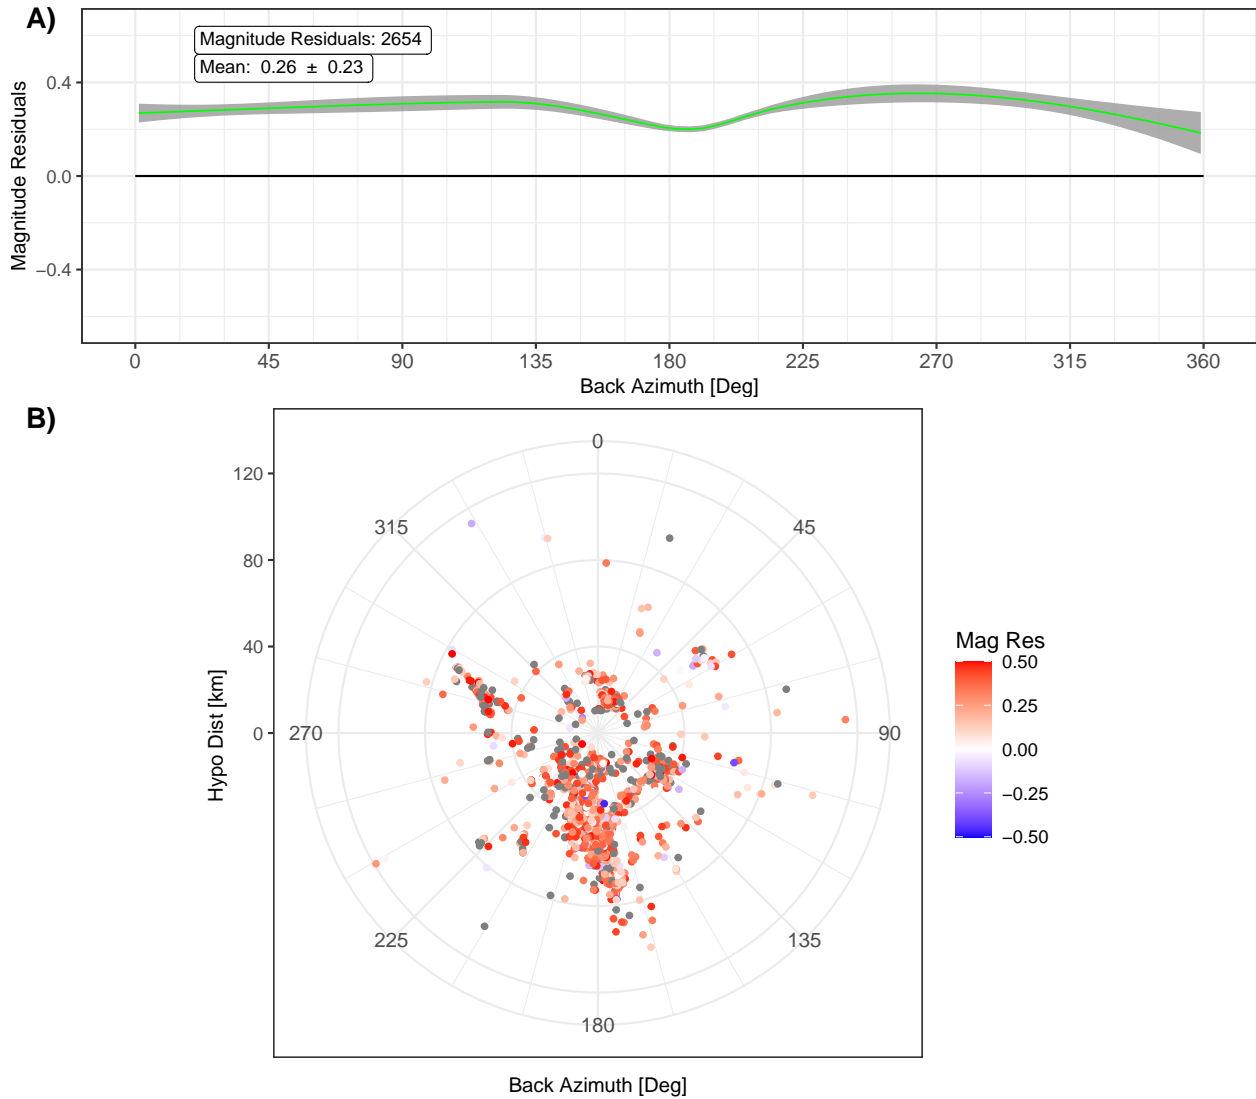 A)
Magnitude Residuals: 2654
Mean:  0.26  ±  0.23
Magnitude Residuals
0.4
0.0
−0.4
0 45 90 135 180 225 270 315 360
Back Azimuth [Deg]
B)
Hypo Dist [km]
120
80
40
0
0
45
90
135
180
225
270
315
Back Azimuth [Deg]
Mag Res
0.50
0.25
0.00
−0.25
−0.50